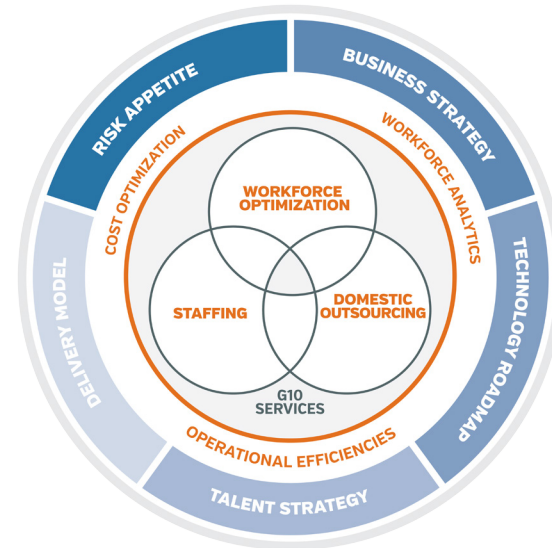 RISK APPETITE
BUSINESS STRATEGY
COST OPTIMIZATION
WORKFORCE ANALYTICS
WORKFORCE
OPTIMIZATION
DELIVERY MODEL
STAFFING
DOMESTIC
OUTSOURCING
TECHNOLOGY ROADMAP
G10
SERVICES
OPERATIONAL EFFICIENCIES
TALENT STRATEGY